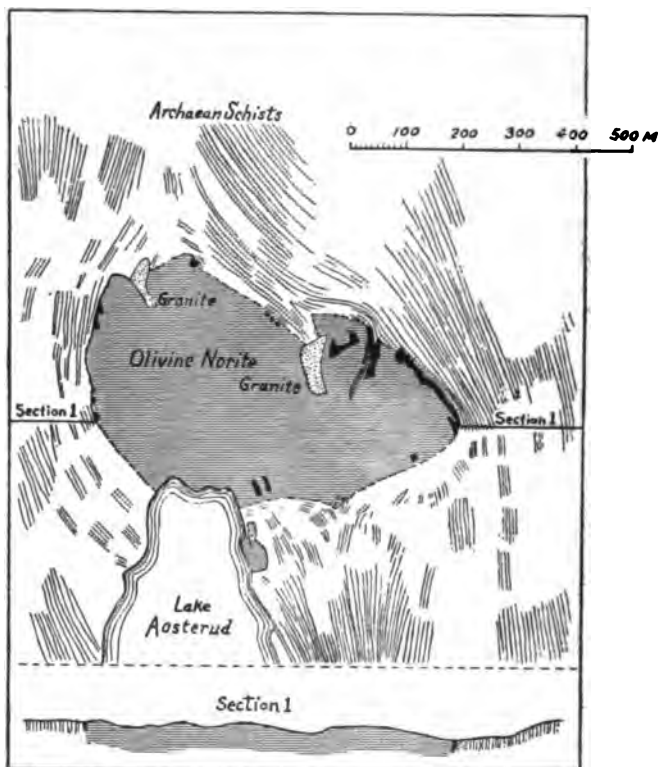 Archaean Schists
0 100 200 300 400 500 M
Granite
Olivine Norite
Granite
Section 1
Section 1
Lake
Aosterud
Section 1